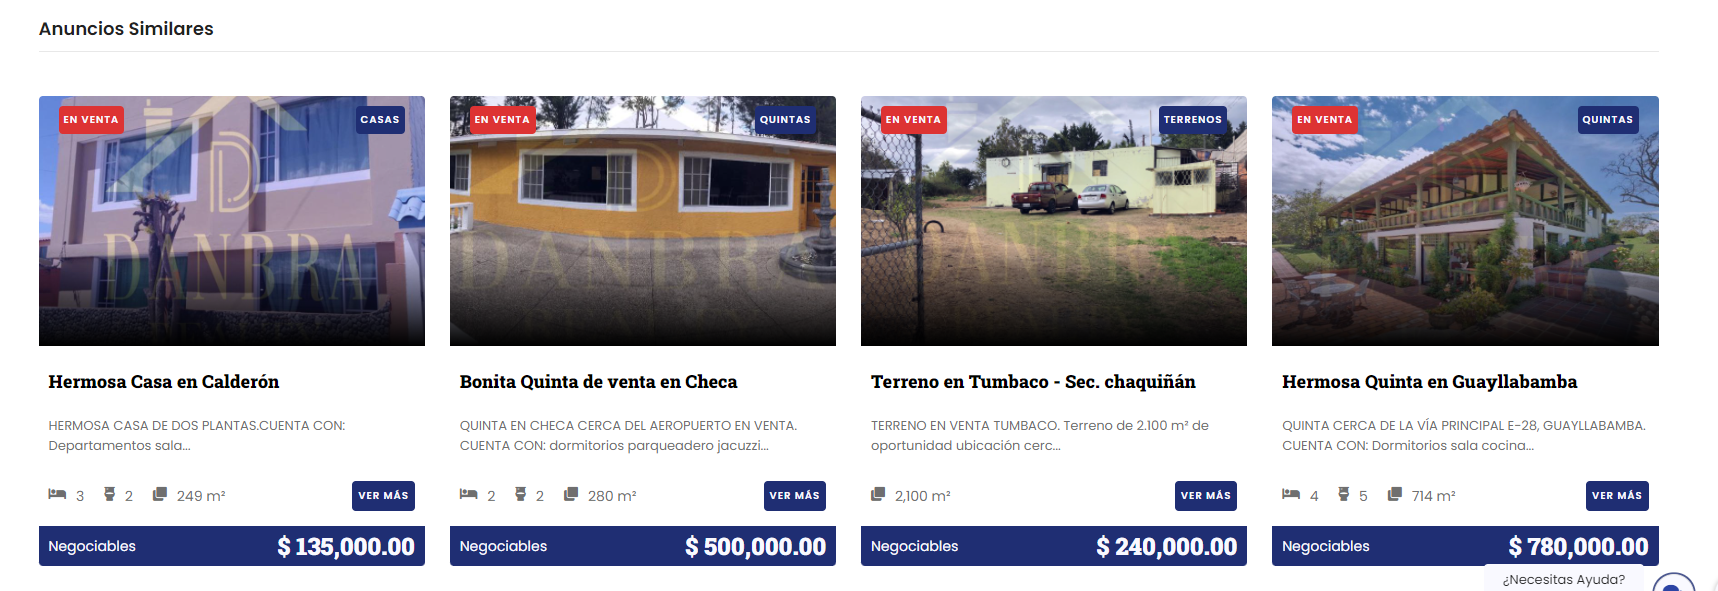 Anuncios Similares
EN VENTA
CASAS
DANBRA
Hermosa Casa en Calderón
HERMOSA CASA DE DOS PLANTAS.CUENTA CON:
Departamentos sala...
3 2 249 m²
VER MÁS
Negociables $ 135,000.00
EN VENTA
QUINTAS
DANBRA
Bonita Quinta de venta en Checa
QUINTA EN CHECA CERCA DEL AEROPUERTO EN VENTA.
CUENTA CON: dormitorios parqueadero jacuzzi...
2 2 280 m²
VER MÁS
Negociables $ 500,000.00
EN VENTA
TERRENOS
DANBRA
Terreno en Tumbaco - Sec. chaquiñán
TERRENO EN VENTA TUMBACO. Terreno de 2.100 m² de
oportunidad ubicación cerc...
2,100 m²
VER MÁS
Negociables $ 240,000.00
EN VENTA
QUINTAS
DANBRA
Hermosa Quinta en Guayllabamba
QUINTA CERCA DE LA VÍA PRINCIPAL E-28, GUAYLLABAMBA.
CUENTA CON: Dormitorios sala cocina...
4 5 714 m²
VER MÁS
Negociables $ 780,000.00
¿Necesitas Ayuda?